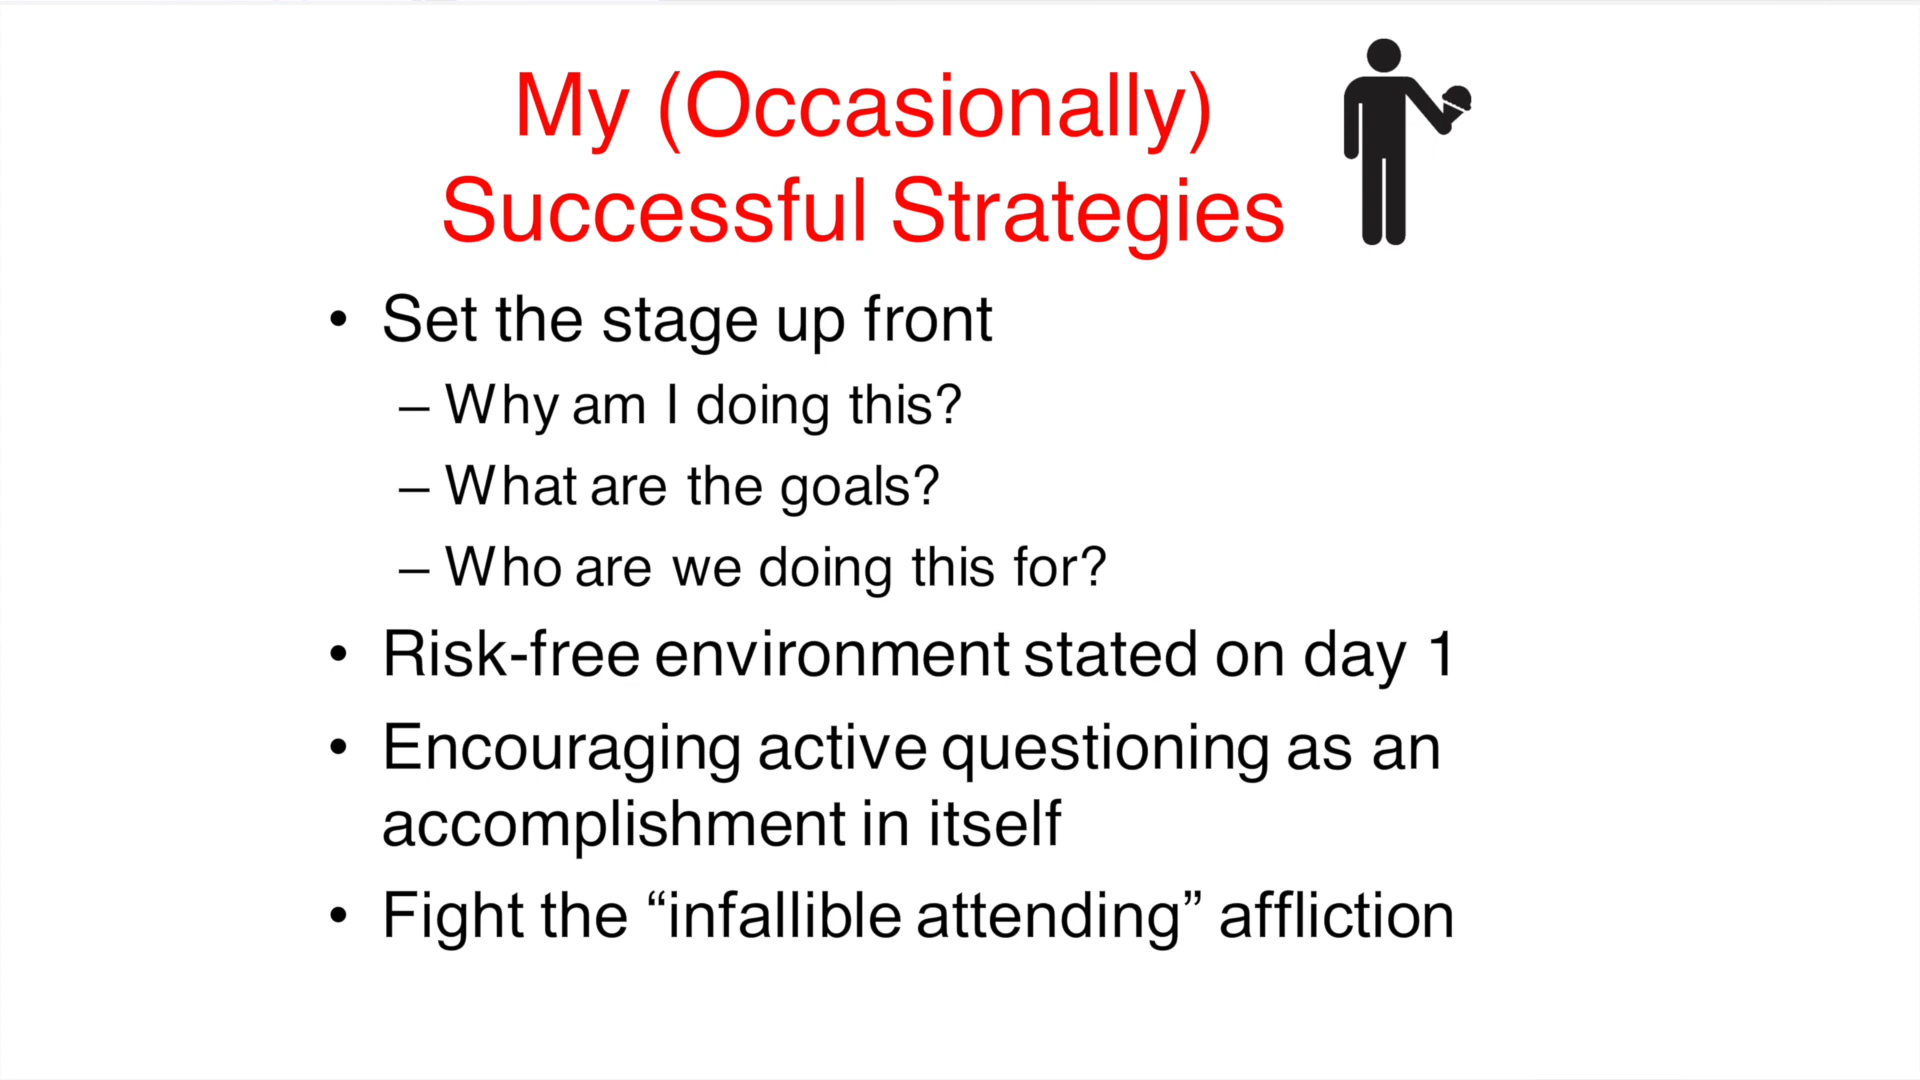 My (Occasionally)
Successful Strategies
• Set the stage up front
– Why am I doing this?
– What are the goals?
– Who are we doing this for?
• Risk-free environment stated on day 1
• Encouraging active questioning as an
accomplishment in itself
• Fight the “infallible attending” affliction